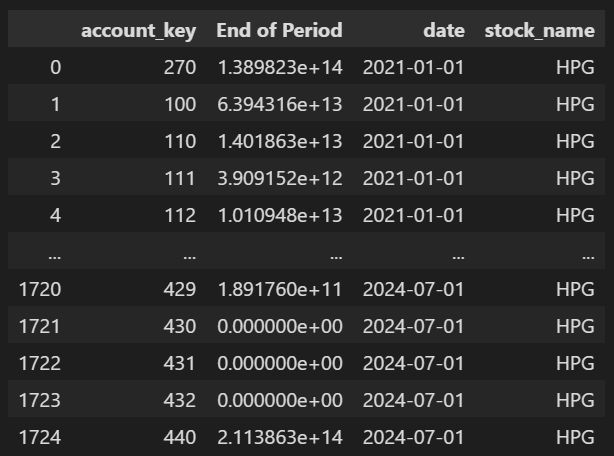 account_key End of Period date stock_name
0 270 1.389823e+14 2021-01-01 HPG
1 100 6.394316e+13 2021-01-01 HPG
2 110 1.401863e+13 2021-01-01 HPG
3 111 3.909152e+12 2021-01-01 HPG
4 112 1.010948e+13 2021-01-01 HPG
... ... ... ... ...
1720 429 1.891760e+11 2024-07-01 HPG
1721 430 0.000000e+00 2024-07-01 HPG
1722 431 0.000000e+00 2024-07-01 HPG
1723 432 0.000000e+00 2024-07-01 HPG
1724 440 2.113863e+14 2024-07-01 HPG